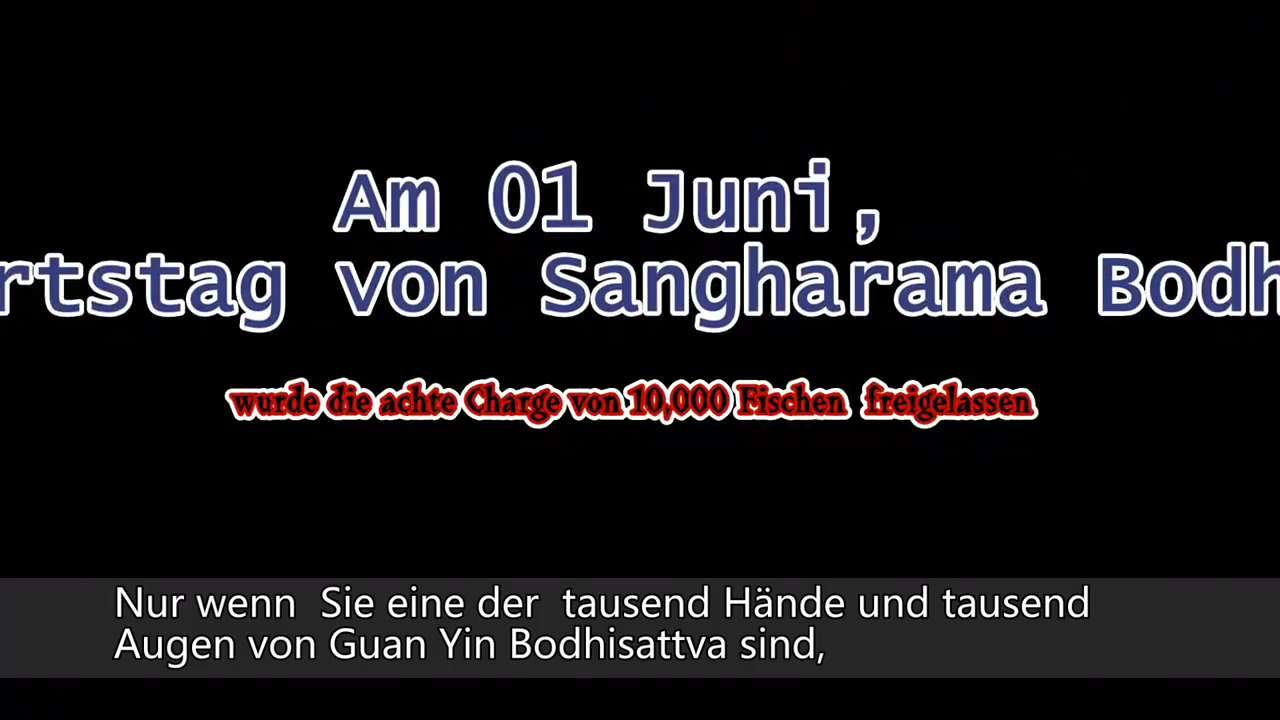 Am 01 Juni,
rtstag von Sangharama Bodh
wurde die achte Charge von 10,000 Fischen freigelassen
Nur wenn Sie eine der tausend Hände und tausend
Augen von Guan Yin Bodhisattva sind,